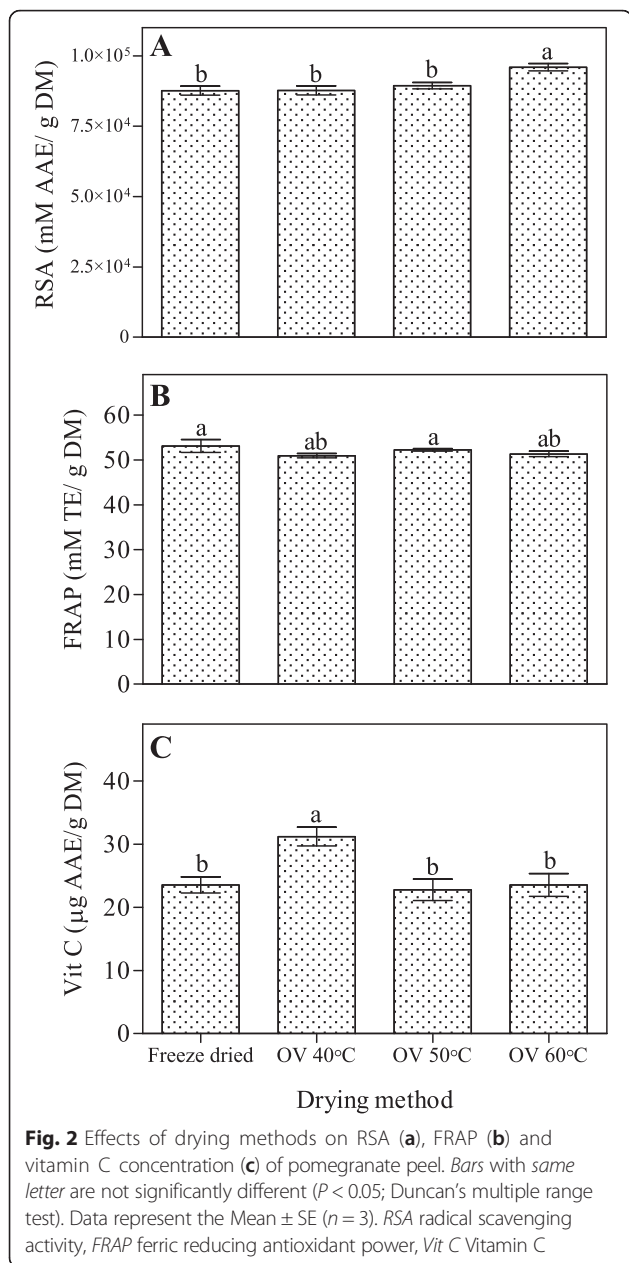 A
RSA (mM AAE/ g DM)
1.0×10⁵
7.5×10⁴
5.0×10⁴
2.5×10⁴
0
b b b a
B
FRAP (mM TE/ g DM)
60
50
40
30
20
10
0
a ab a ab
C
Vit C (µg AAE/g DM)
40
30
20
10
0
b a b b
Freeze dried OV 40°C OV 50°C OV 60°C
Drying method
Fig. 2 Effects of drying methods on RSA (a), FRAP (b) and
vitamin C concentration (c) of pomegranate peel. Bars with same
letter are not significantly different (P < 0.05; Duncan's multiple range
test). Data represent the Mean ± SE (n = 3). RSA radical scavenging
activity, FRAP ferric reducing antioxidant power, Vit C Vitamin C